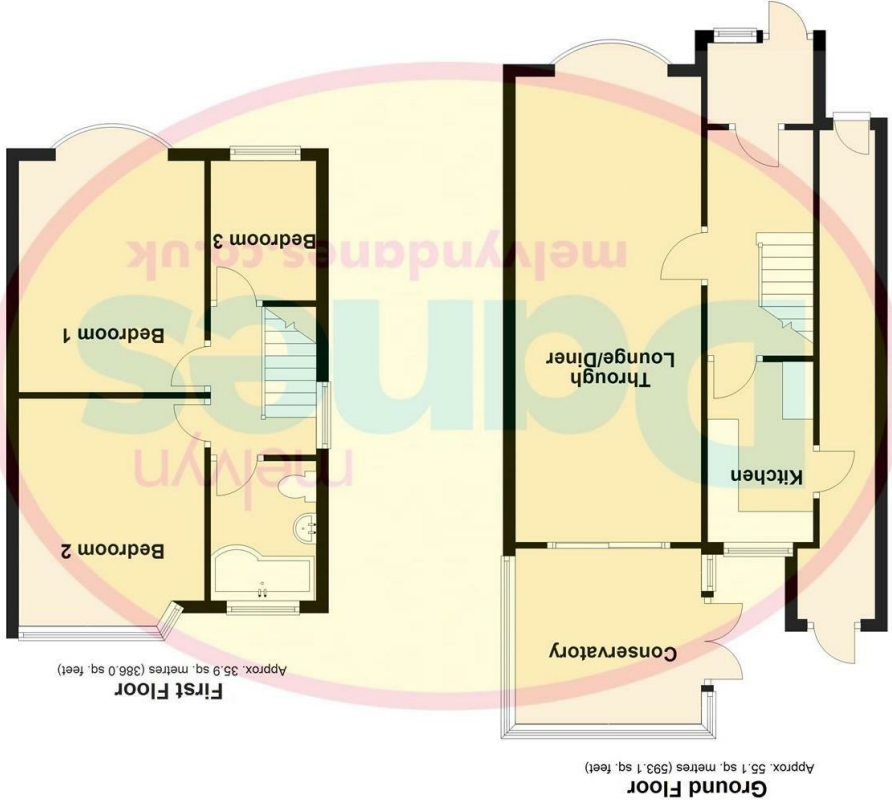 Ground Floor
Approx. 55.1 sq. metres (593.1 sq. feet)
Conservatory
Kitchen
Through
Lounge/Diner
First Floor
Approx. 35.9 sq. metres (386.0 sq. feet)
Bedroom 2
Bedroom 1
Bedroom 3
melvyn
Danes
melvyndanes.co.uk